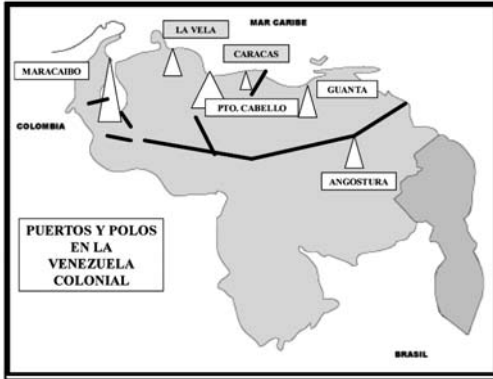 MAR CARIBE
LA VELA
CARACAS
MARACAIBO
GUANTA
PTO. CABELLO
COLOMBIA
ANGOSTURA
PUERTOS Y POLOS
EN LA
VENEZUELA
COLONIAL
BRASIL